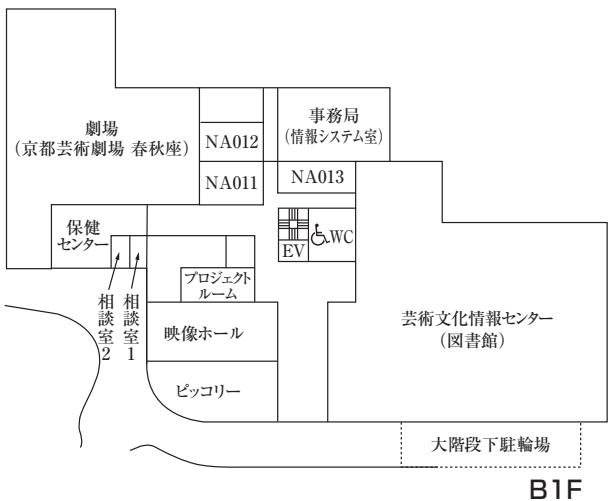 劇場
（京都芸術劇場 春秋座）
NA012
NA011
事務局
（情報システム室）
NA013
保健
センター
EV
WC
プロジェクト
ルーム
相談室2
相談室1
映像ホール
芸術文化情報センター
（図書館）
ピッコリー
大階段下駐輪場
B1F